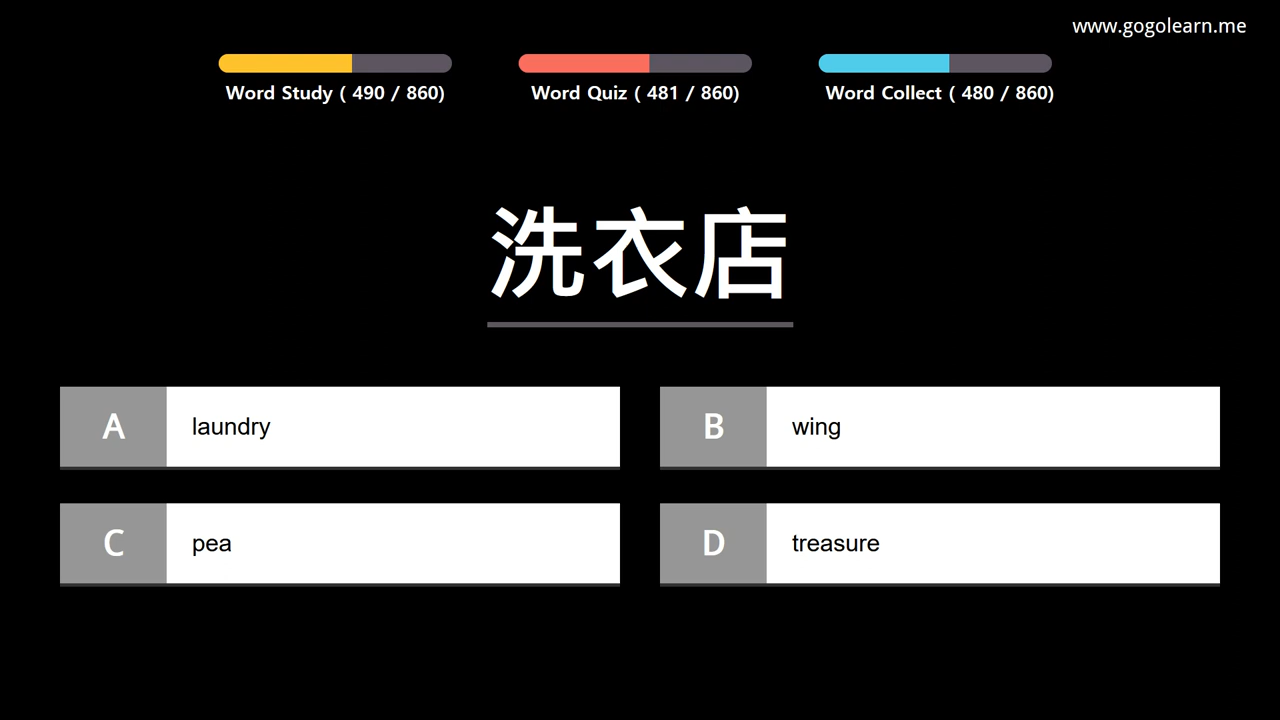 www.gogolearn.me
Word Study ( 490 / 860)
Word Quiz ( 481 / 860)
Word Collect ( 480 / 860)
洗衣店
A laundry
B wing
C pea
D treasure